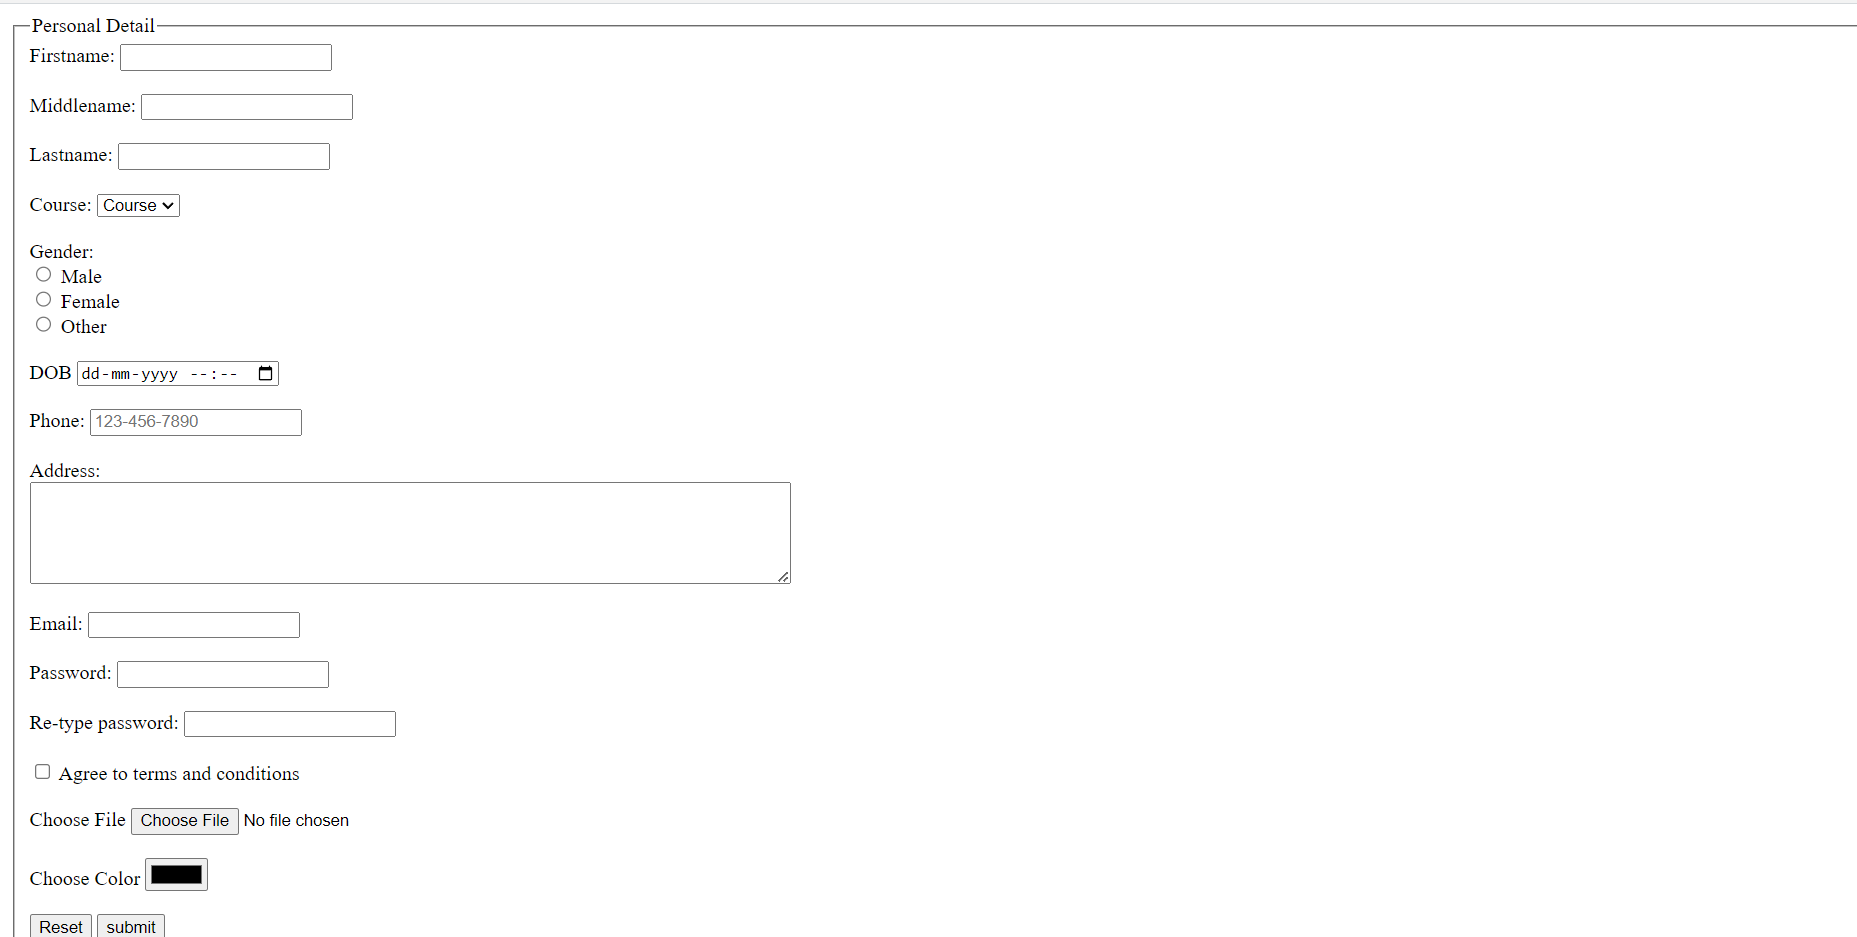 Personal Detail
Firstname:
Middlename:
Lastname:
Course: Course
Gender:
Male
Female
Other
DOB dd-mm-yyyy --:--
Phone: 123-456-7890
Address:
Email:
Password:
Re-type password:
Agree to terms and conditions
Choose File Choose File No file chosen
Choose Color
Reset submit